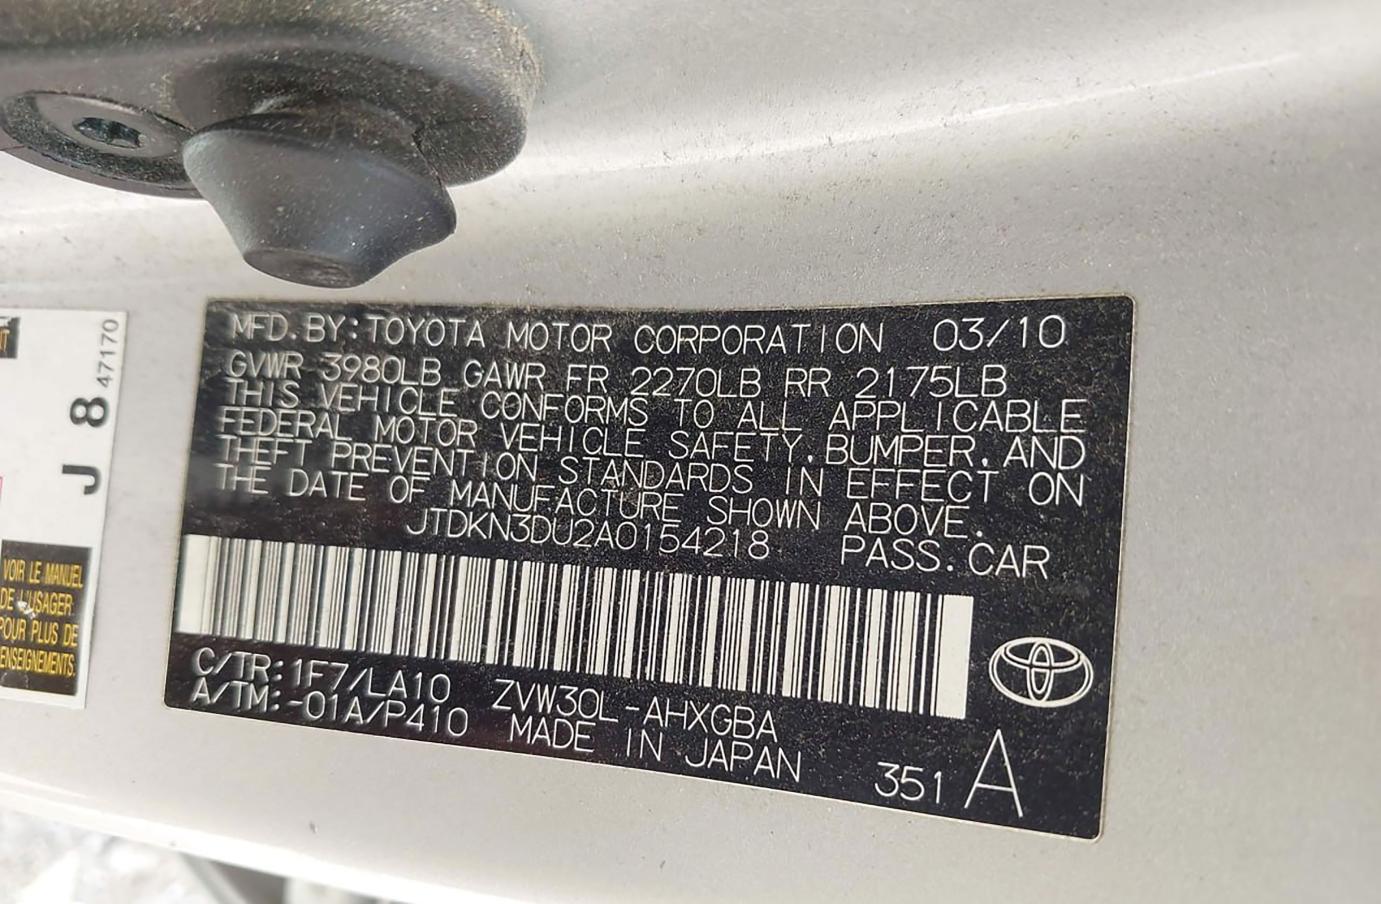 MFD. BY: TOYOTA MOTOR CORPORATION 03/10
GVWR 3980LB GAWR FR 2270LB RR 2175LB
THIS VEHICLE CONFORMS TO ALL APPLICABLE
FEDERAL MOTOR VEHICLE SAFETY, BUMPER, AND
THEFT PREVENTION STANDARDS IN EFFECT ON
THE DATE OF MANUFACTURE SHOWN ABOVE.
JTDKN3DU2A0154218 PASS. CAR
C/TR: 1F7/LA10 ZVW30L-AHXGBA
A/TM: -01A/P410 MADE IN JAPAN
351 A
J 8 47170
VOIR LE MANUEL
DE L'USAGER
POUR PLUS DE
ENSEIGNEMENTS.